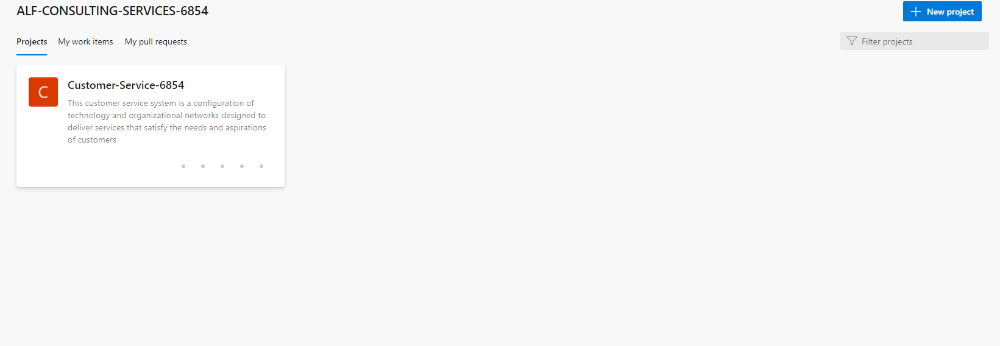 ALF-CONSULTING-SERVICES-6854
New project
Projects
My work items
My pull requests
Filter projects
C
Customer-Service-6854
This customer service system is a configuration of
technology and organizational networks designed to
deliver services that satisfy the needs and aspirations
of customers